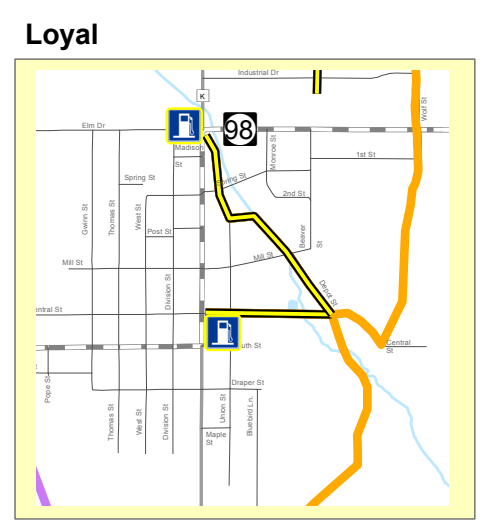 Loyal
Industrial Dr
K
Wolf St
Elm Dr
98
Madison
St
Monroe St
1st St
Spring St
Spring St
2nd St
Gwinn St
Thomas St
West St
Post St
Beaver
St
Mill St
Mill St
Division St
Depot St
ntral St
uth St
Central
St
Pope St
Draper St
Thomas St
West St
Division St
Union St
Bluebird Ln.
Maple
St